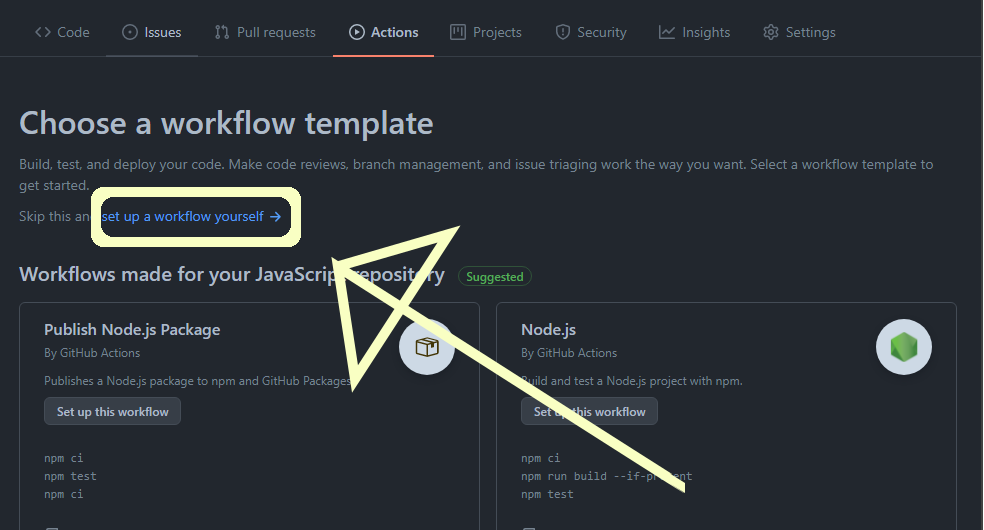 Code Issues Pull requests Actions Projects Security Insights Settings
Choose a workflow template
Build, test, and deploy your code. Make code reviews, branch management, and issue triaging work the way you want. Select a workflow template to
get started.
Skip this and set up a workflow yourself →
Workflows made for your JavaScript repository Suggested
Publish Node.js Package
By GitHub Actions
Publishes a Node.js package to npm and GitHub Packages
Set up this workflow
npm ci
npm test
npm ci
Node.js
By GitHub Actions
Build and test a Node.js project with npm.
Set up this workflow
npm ci
npm run build --if-present
npm test